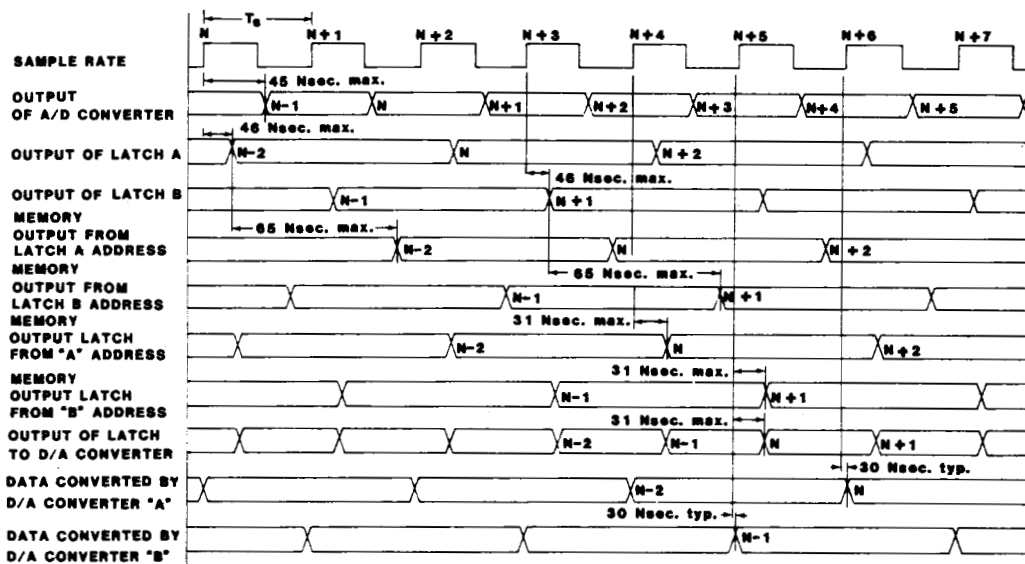 T_S
N N+1 N+2 N+3 N+4 N+5 N+6 N+7
SAMPLE RATE
45 Nsec. max.
OUTPUT
OF A/D CONVERTER
N-1 N N+1 N+2 N+3 N+4 N+5
46 Nsec. max.
OUTPUT OF LATCH A
N-2 N N+2
46 Nsec. max.
OUTPUT OF LATCH B
N-1 N+1
MEMORY
OUTPUT FROM
LATCH A ADDRESS
65 Nsec. max.
N-2 N N+2
MEMORY
OUTPUT FROM
LATCH B ADDRESS
65 Nsec. max.
N-1 N+1
MEMORY
OUTPUT LATCH
FROM "A" ADDRESS
31 Nsec. max.
N-2 N N+2
MEMORY
OUTPUT LATCH
FROM "B" ADDRESS
31 Nsec. max.
N-1 N+1
31 Nsec. max.
OUTPUT OF LATCH
TO D/A CONVERTER
N-2 N-1 N N+1
30 Nsec. typ.
DATA CONVERTED BY
D/A CONVERTER "A"
N-2 N
30 Nsec. typ.
DATA CONVERTED BY
D/A CONVERTER "B"
N-1